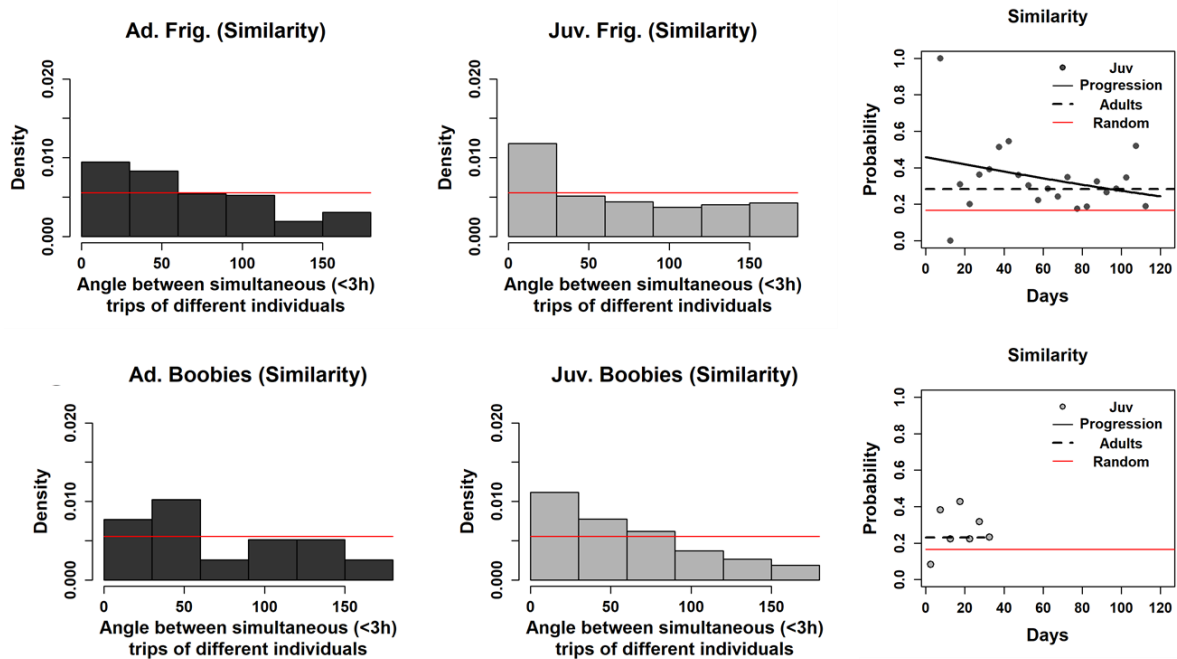 Ad. Frig. (Similarity)
Density
0.000 0.010 0.020
0 50 100 150
Angle between simultaneous (<3h)
trips of different individuals
Juv. Frig. (Similarity)
Density
0.000 0.010 0.020
0 50 100 150
Angle between simultaneous (<3h)
trips of different individuals
Similarity
Probability
0.0 0.2 0.4 0.6 0.8 1.0
Juv
Progression
Adults
Random
0 20 40 60 80 100 120
Days
Ad. Boobies (Similarity)
Density
0.000 0.010 0.020
0 50 100 150
Angle between simultaneous (<3h)
trips of different individuals
Juv. Boobies (Similarity)
Density
0.000 0.010 0.020
0 50 100 150
Angle between simultaneous (<3h)
trips of different individuals
Similarity
Probability
0.0 0.2 0.4 0.6 0.8 1.0
Juv
Progression
Adults
Random
0 20 40 60 80 100 120
Days